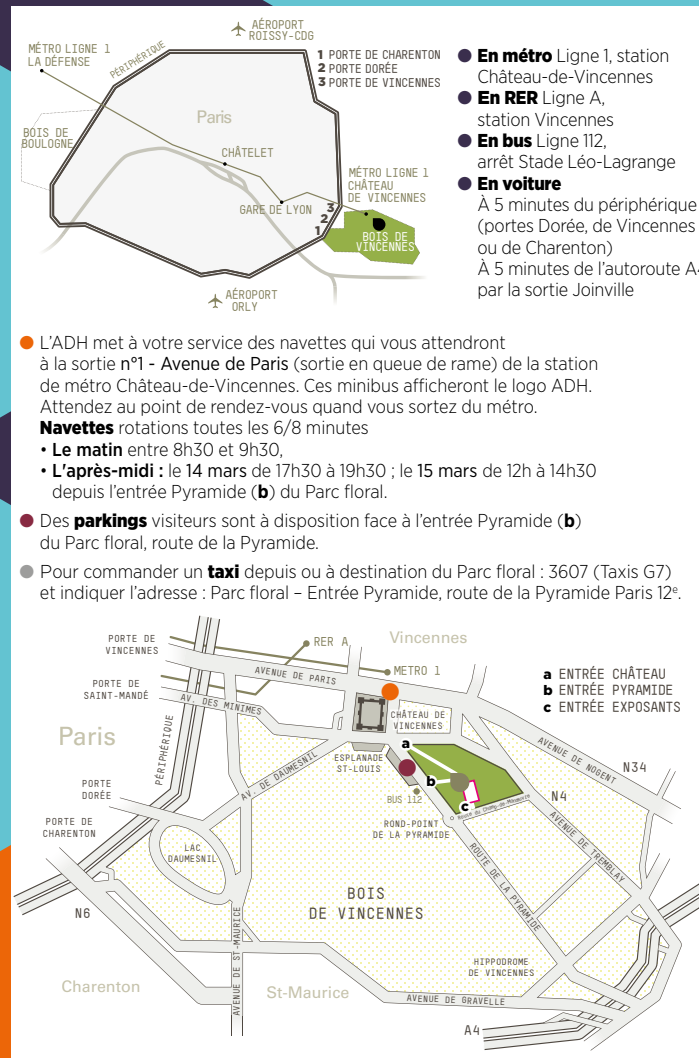 AÉROPORT
ROISSY-CDG
MÉTRO LIGNE 1
LA DÉFENSE
PÉRIPHÉRIQUE
1 PORTE DE CHARENTON
2 PORTE DORÉE
3 PORTE DE VINCENNES
Paris
BOIS DE
BOULOGNE
CHÂTELET
MÉTRO LIGNE 1
CHÂTEAU
DE VINCENNES
GARE DE LYON
3
2
1
BOIS DE
VINCENNES
AÉROPORT
ORLY
● En métro Ligne 1, station
Château-de-Vincennes
● En RER Ligne A,
station Vincennes
● En bus Ligne 112,
arrêt Stade Léo-Lagrange
● En voiture
À 5 minutes du périphérique
(portes Dorée, de Vincennes
ou de Charenton)
À 5 minutes de l'autoroute A4
par la sortie Joinville
● L'ADH met à votre service des navettes qui vous attendront
à la sortie n°1 - Avenue de Paris (sortie en queue de rame) de la station
de métro Château-de-Vincennes. Ces minibus afficheront le logo ADH.
Attendez au point de rendez-vous quand vous sortez du métro.
Navettes rotations toutes les 6/8 minutes
• Le matin entre 8h30 et 9h30,
• L'après-midi : le 14 mars de 17h30 à 19h30 ; le 15 mars de 12h à 14h30
depuis l'entrée Pyramide (b) du Parc floral.
● Des parkings visiteurs sont à disposition face à l'entrée Pyramide (b)
du Parc floral, route de la Pyramide.
● Pour commander un taxi depuis ou à destination du Parc floral : 3607 (Taxis G7)
et indiquer l'adresse : Parc floral – Entrée Pyramide, route de la Pyramide Paris 12e.
PORTE DE
VINCENNES
RER A
Vincennes
AVENUE DE PARIS
METRO 1
a ENTRÉE CHÂTEAU
b ENTRÉE PYRAMIDE
c ENTRÉE EXPOSANTS
PORTE DE
SAINT-MANDÉ
AV. DES MINIMES
CHÂTEAU DE
VINCENNES
Paris
PÉRIPHÉRIQUE
ESPLANADE
ST-LOUIS
a
AVENUE DE NOGENT
N34
AV. DE DAUMESNIL
b
PORTE
DORÉE
BUS 112
c
N4
Route du Champ-de-Manœuvre
PORTE DE
CHARENTON
ROND-POINT
DE LA PYRAMIDE
AVENUE DE TREMBLAY
LAC
DAUMESNIL
ROUTE DE LA PYRAMIDE
BOIS
DE VINCENNES
N6
AVENUE DE ST-MAURICE
HIPPODROME
DE VINCENNES
Charenton
St-Maurice
AVENUE DE GRAVELLE
A4